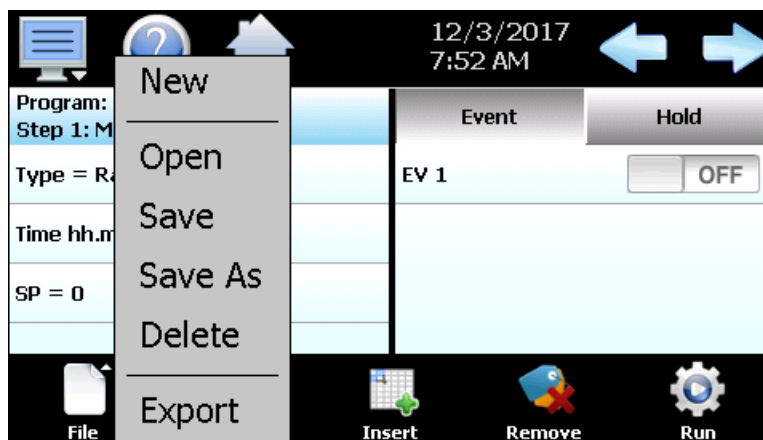 12/3/2017
7:52 AM
New
Open
Save
Save As
Delete
Export
Program:
Step 1: M
Type =
Time hh.m
SP = 0
Event
Hold
EV 1
OFF
File
Insert
Remove
Run